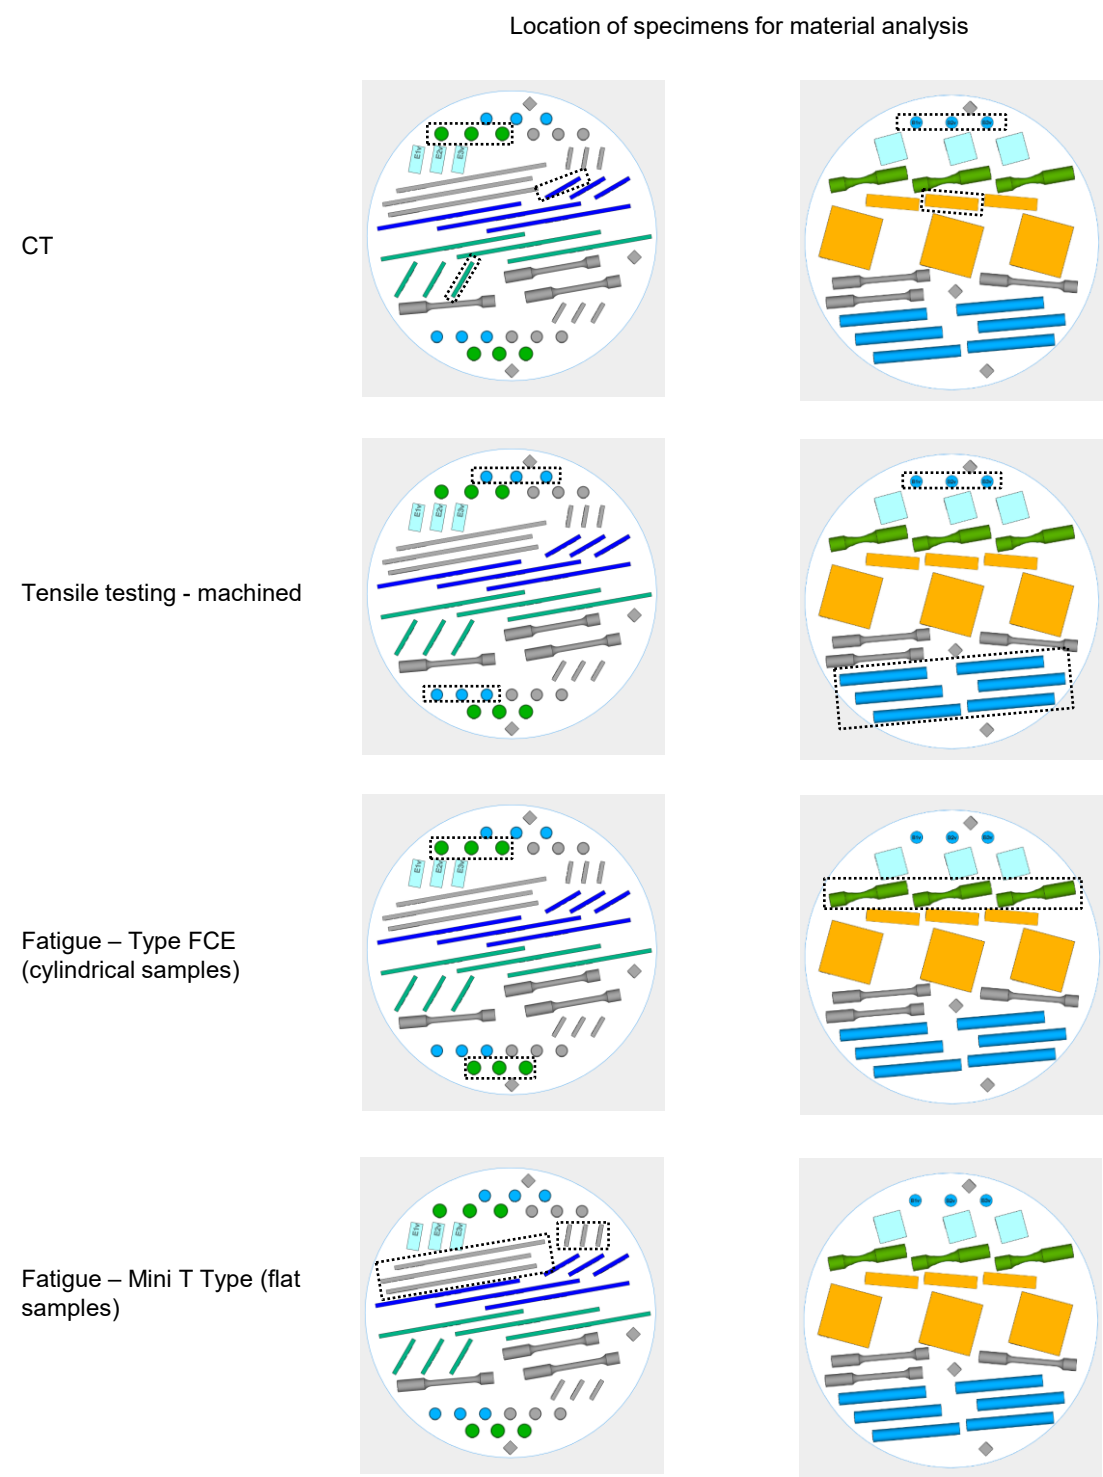 Location of specimens for material analysis
CT
Tensile testing - machined
Fatigue – Type FCE
(cylindrical samples)
Fatigue – Mini T Type (flat
samples)